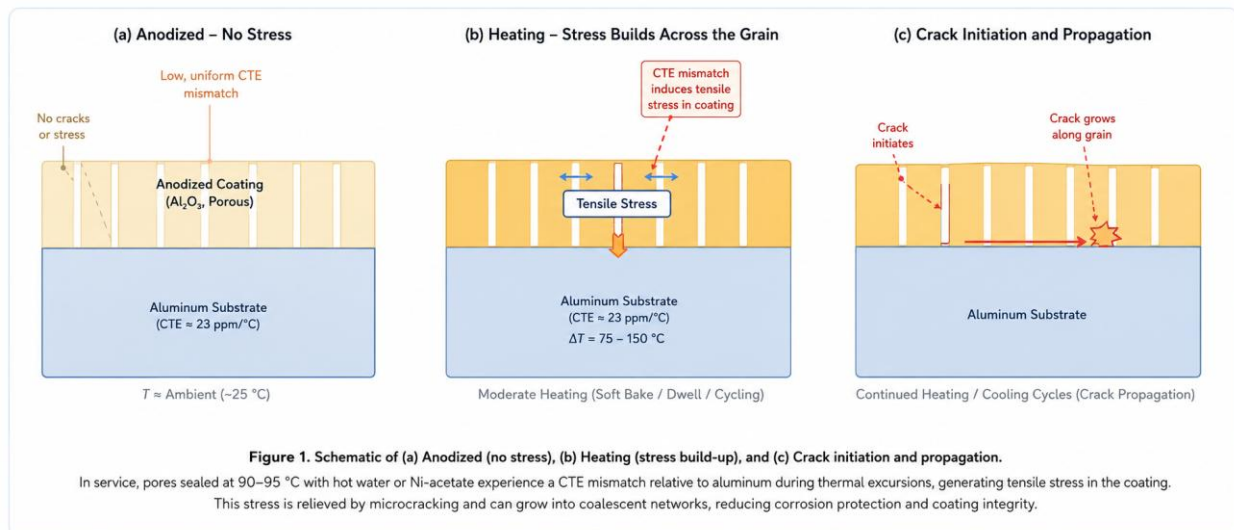 (a) Anodized – No Stress
Low, uniform CTE
mismatch
No cracks
or stress
Anodized Coating
(Al₂O₃, Porous)
Aluminum Substrate
(CTE ≈ 23 ppm/°C)
T ≈ Ambient (~25 °C)
(b) Heating – Stress Builds Across the Grain
CTE mismatch
induces tensile
stress in coating
Tensile Stress
Aluminum Substrate
(CTE ≈ 23 ppm/°C)
ΔT = 75 – 150 °C
Moderate Heating (Soft Bake / Dwell / Cycling)
(c) Crack Initiation and Propagation
Crack
initiates
Crack grows
along grain
Aluminum Substrate
Continued Heating / Cooling Cycles (Crack Propagation)
Figure 1. Schematic of (a) Anodized (no stress), (b) Heating (stress build-up), and (c) Crack initiation and propagation.
In service, pores sealed at 90–95 °C with hot water or Ni-acetate experience a CTE mismatch relative to aluminum during thermal excursions, generating tensile stress in the coating.
This stress is relieved by microcracking and can grow into coalescent networks, reducing corrosion protection and coating integrity.